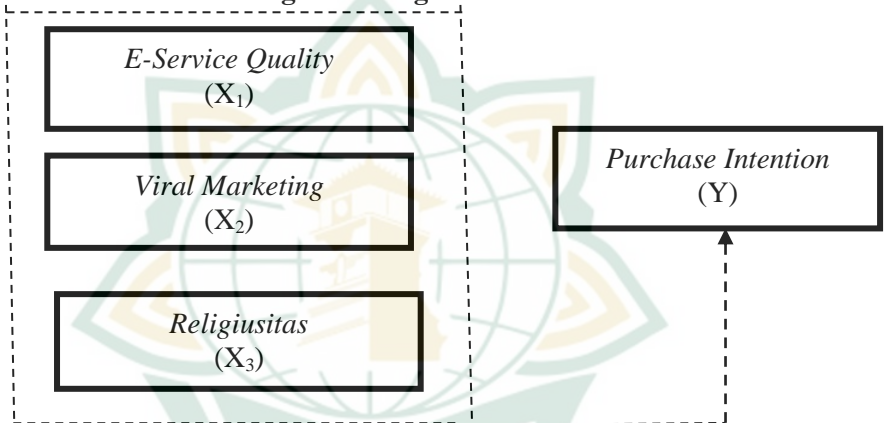 E-Service Quality
(X₁)
Viral Marketing
(X₂)
Religiusitas
(X₃)
Purchase Intention
(Y)